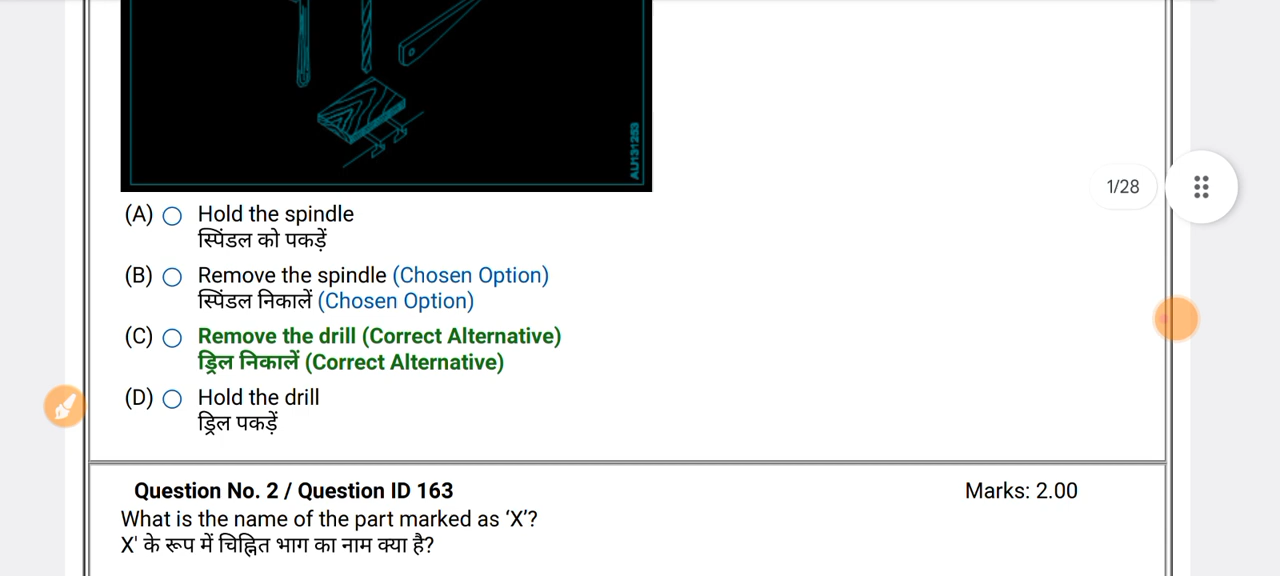 AU131253
1/28
(A) Hold the spindle
स्पिंडल को पकड़ें
(B) Remove the spindle (Chosen Option)
स्पिंडल निकालें (Chosen Option)
(C) Remove the drill (Correct Alternative)
ड्रिल निकालें (Correct Alternative)
(D) Hold the drill
ड्रिल पकड़ें
Question No. 2 / Question ID 163 Marks: 2.00
What is the name of the part marked as ‘X’?
X' के रूप में चिह्नित भाग का नाम क्या है?